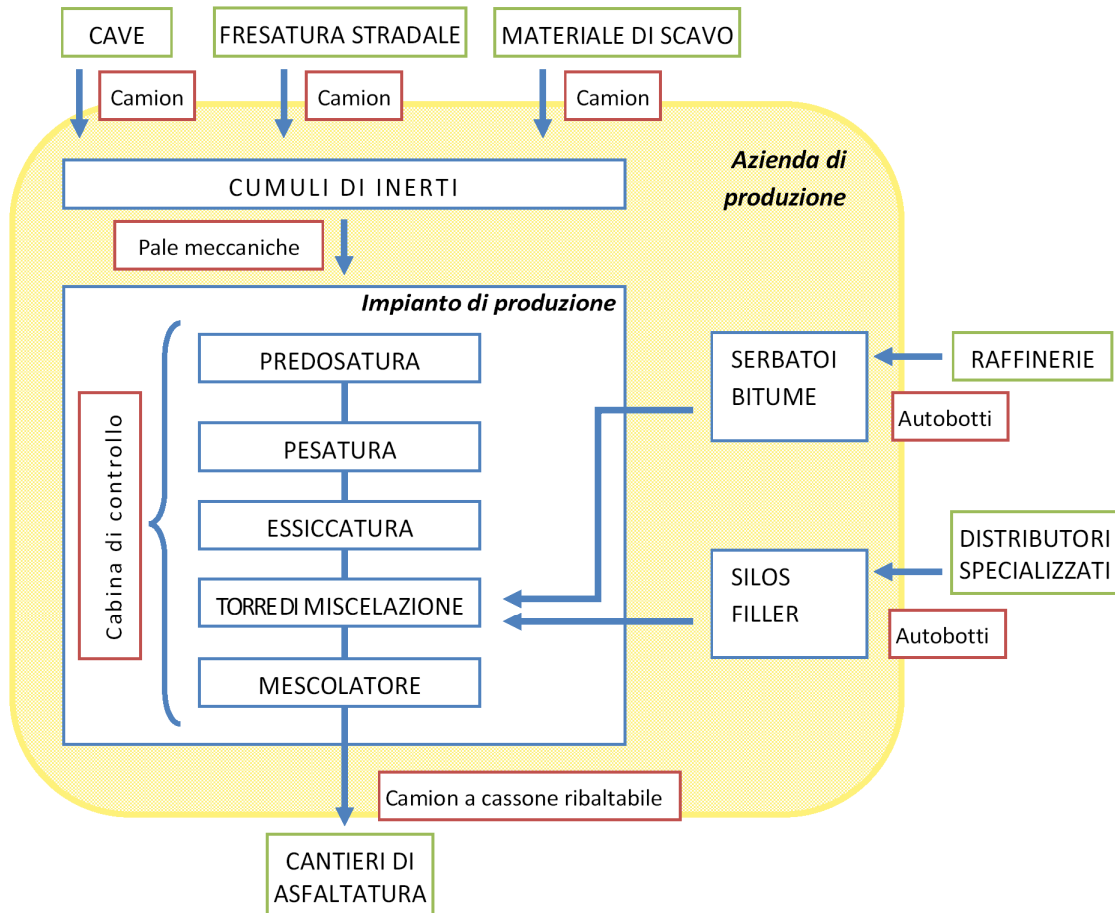 CAVE
FRESATURA STRADALE
MATERIALE DI SCAVO
Camion
Camion
Camion
Azienda di
produzione
CUMULI DI INERTI
Pale meccaniche
Impianto di produzione
PREDOSATURA
PESATURA
ESSICCATURA
TORRE DI MISCELAZIONE
MESCOLATORE
Cabina di controllo
SERBATOI
BITUME
RAFFINERIE
Autobotti
SILOS
FILLER
DISTRIBUTORI
SPECIALIZZATI
Autobotti
Camion a cassone ribaltabile
CANTIERI DI
ASFALTATURA